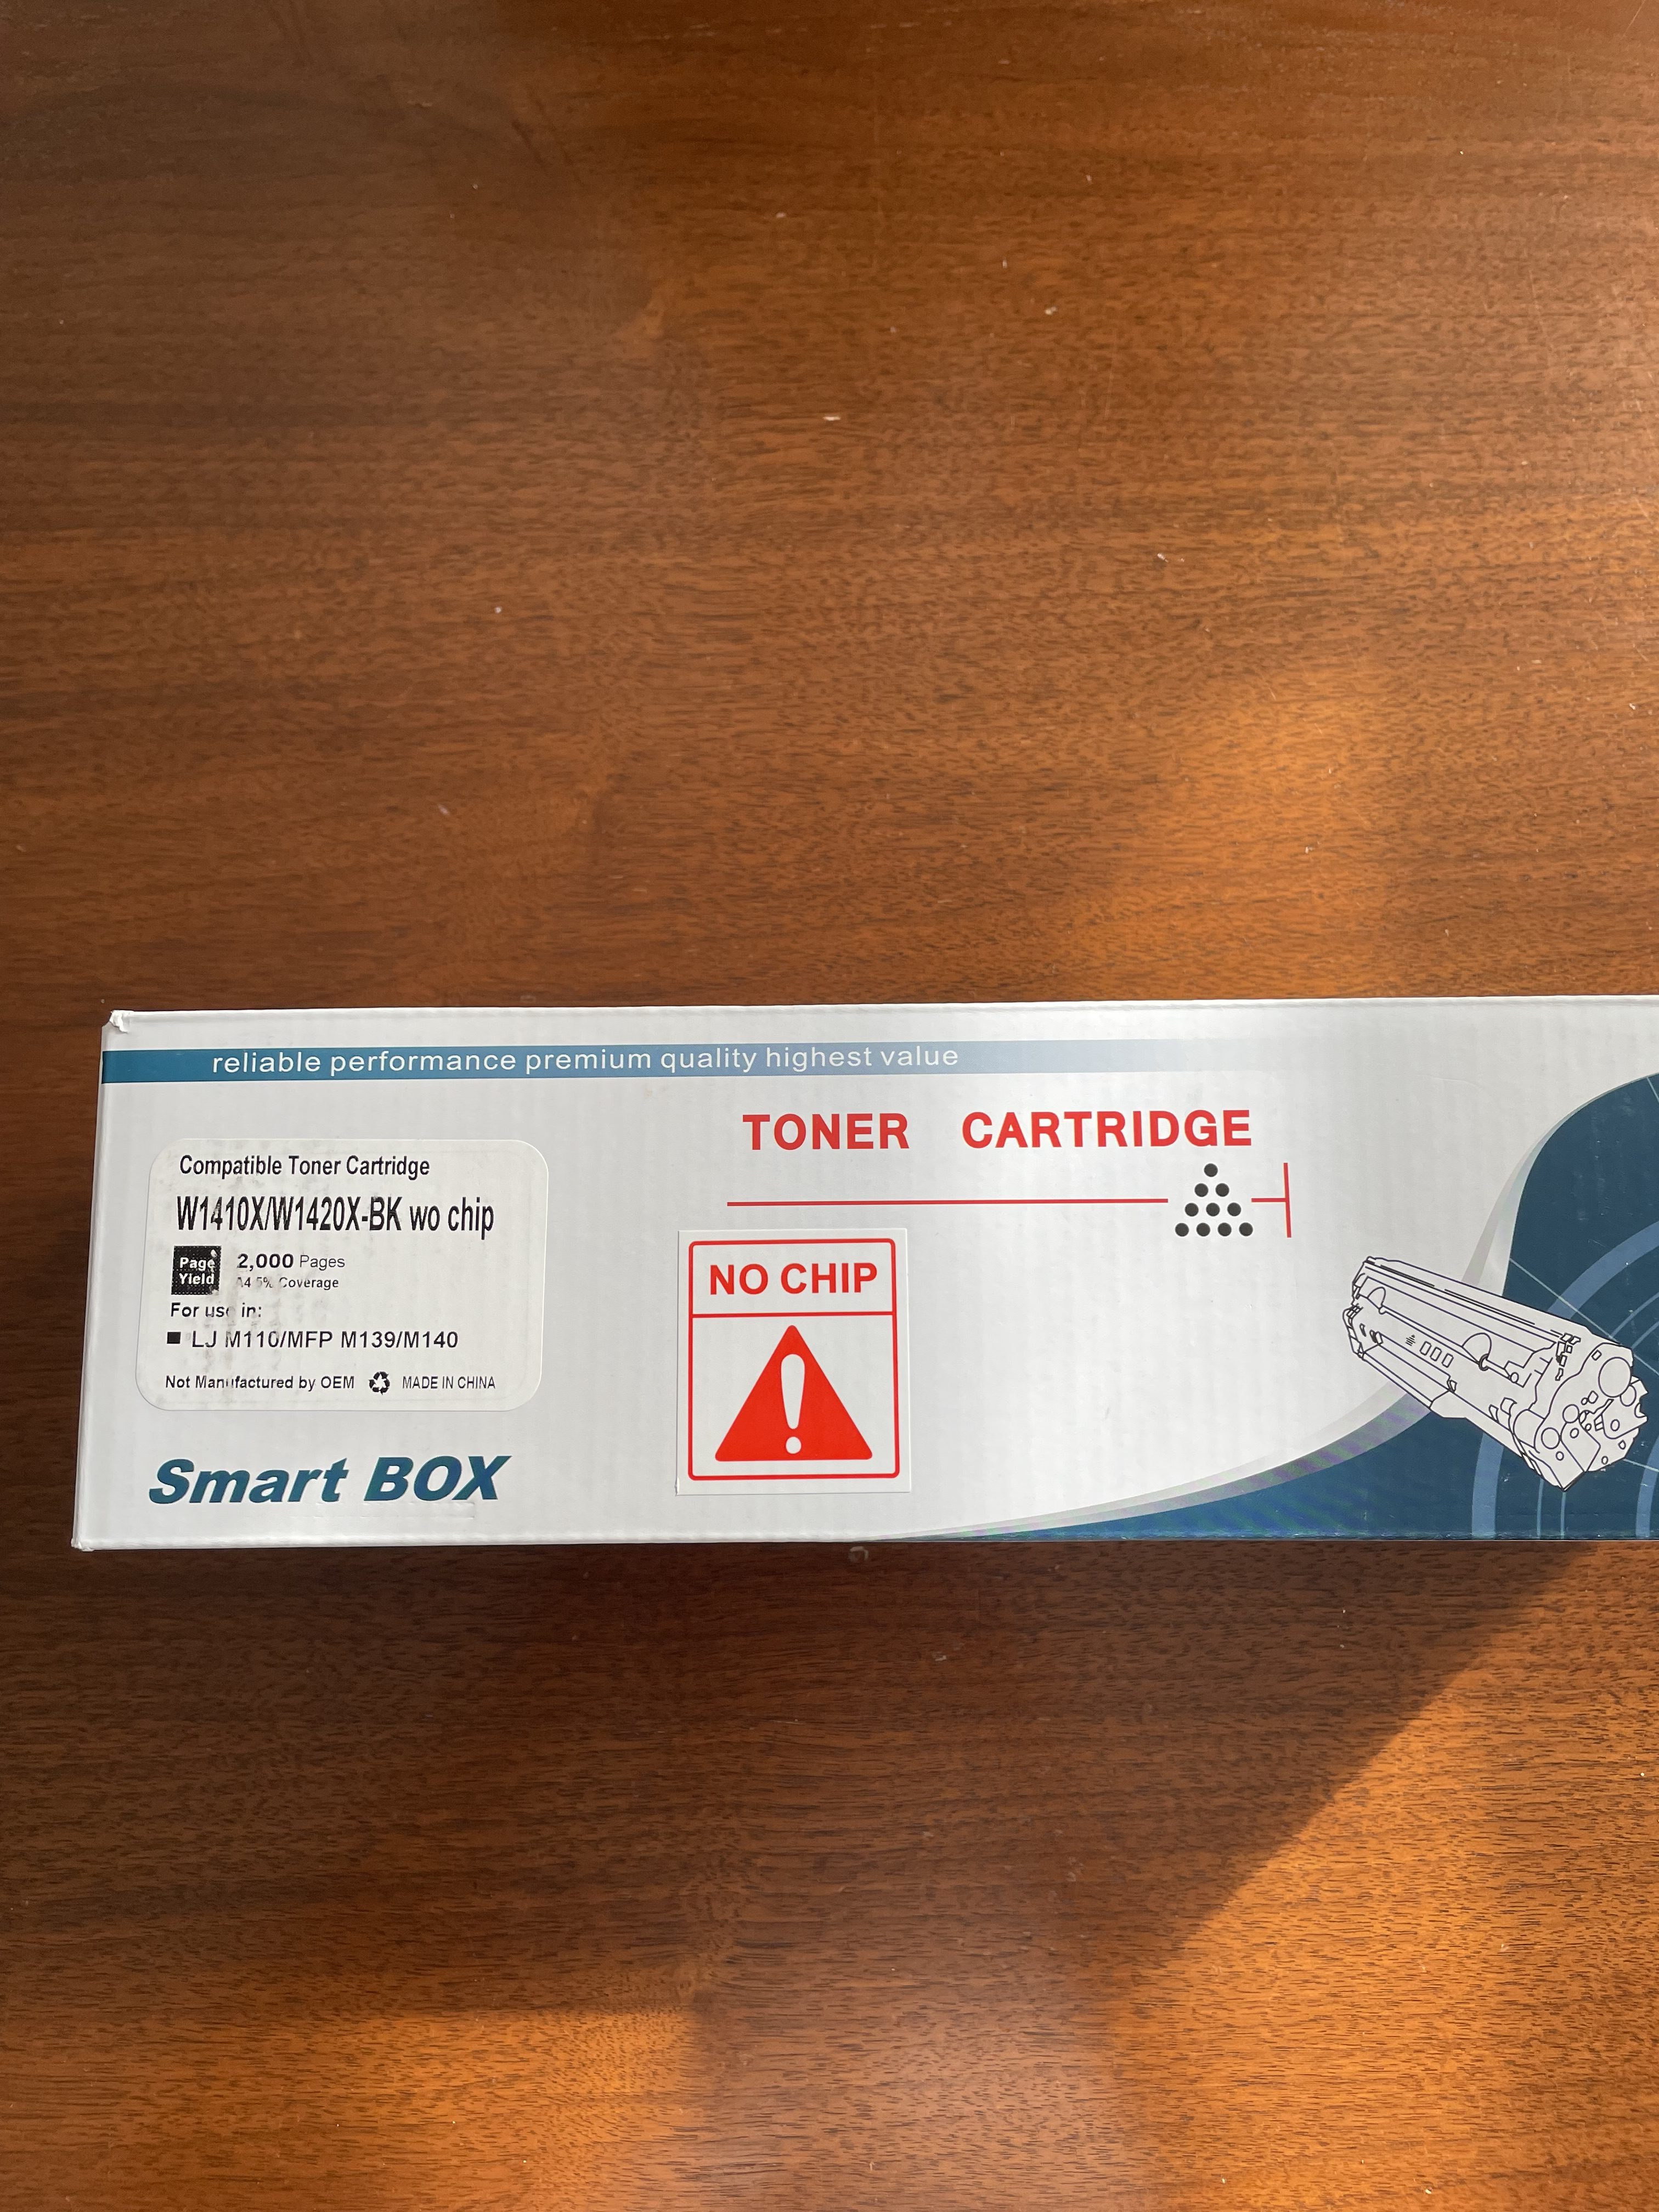 reliable performance premium quality highest value
TONER CARTRIDGE
Compatible Toner Cartridge
W1410X/W1420X-BK wo chip
Page Yield
2,000 Pages
A4 5% Coverage
For use in:
■ LJ M110/MFP M139/M140
Not Manufactured by OEM MADE IN CHINA
Smart BOX
NO CHIP
!